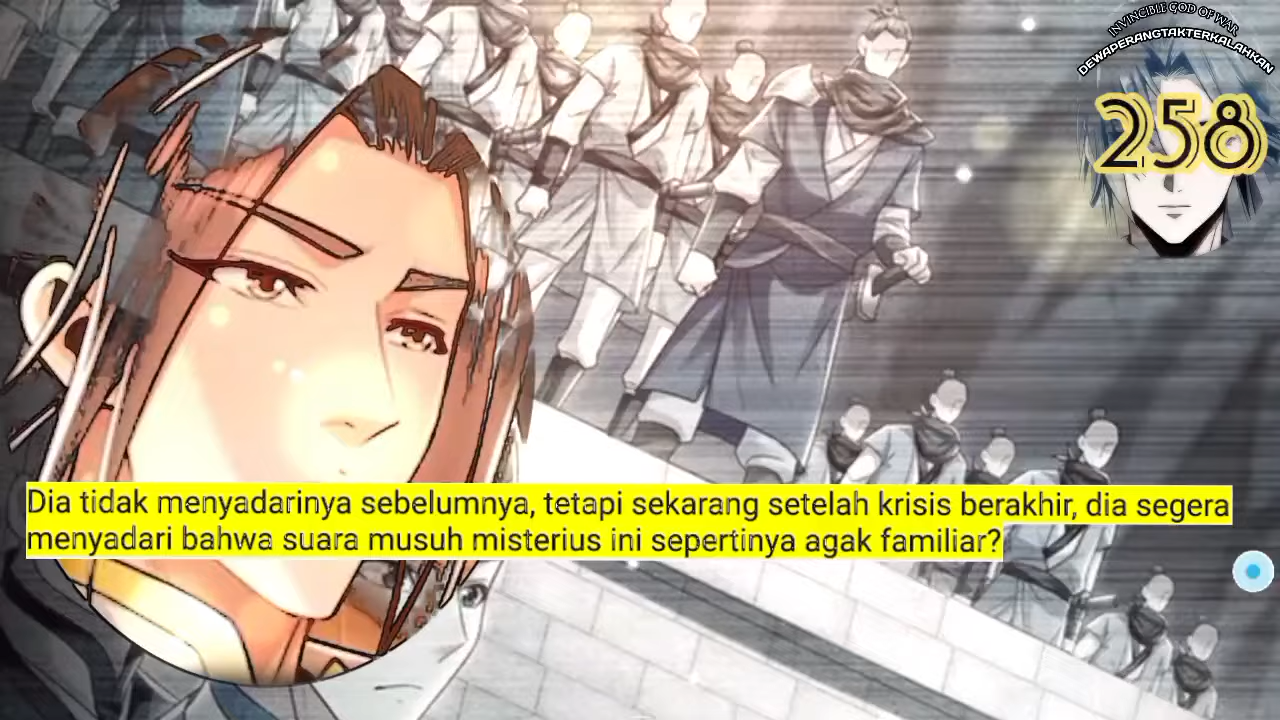 INVINCIBLE GOD OF WAR
DEWAPERANGTAKTERKALAHKAN
258
Dia tidak menyadarinya sebelumnya, tetapi sekarang setelah krisis berakhir, dia segera
menyadari bahwa suara musuh misterius ini sepertinya agak familiar?